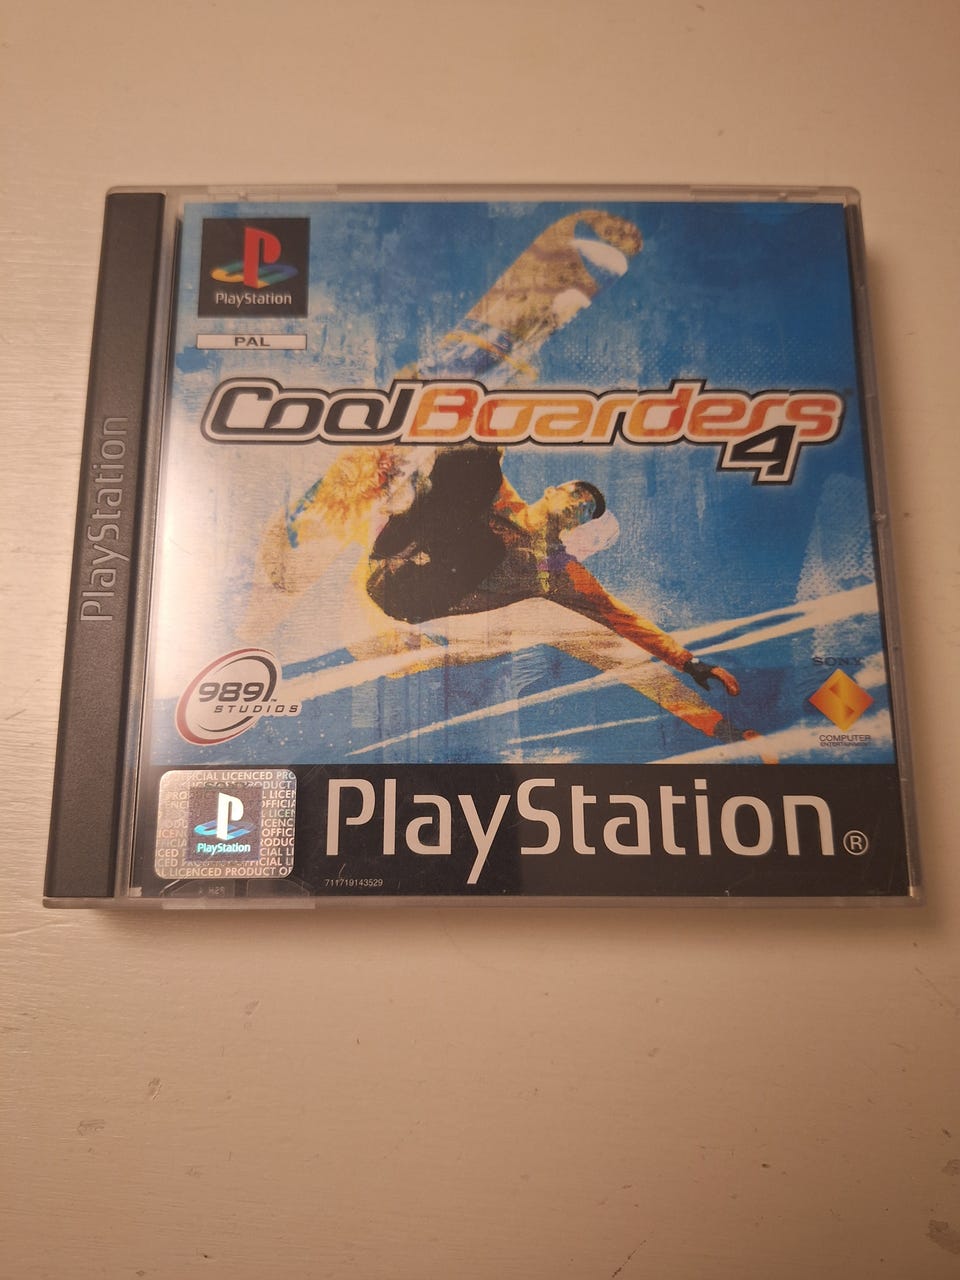 PlayStation
PlayStation
PAL
CoolBoarders
4
989
STUDIOS
SONY
COMPUTER
ENTERTAINMENT
PlayStation
OFFICIAL LICENCED PRODUCT
PlayStation®
711719143529